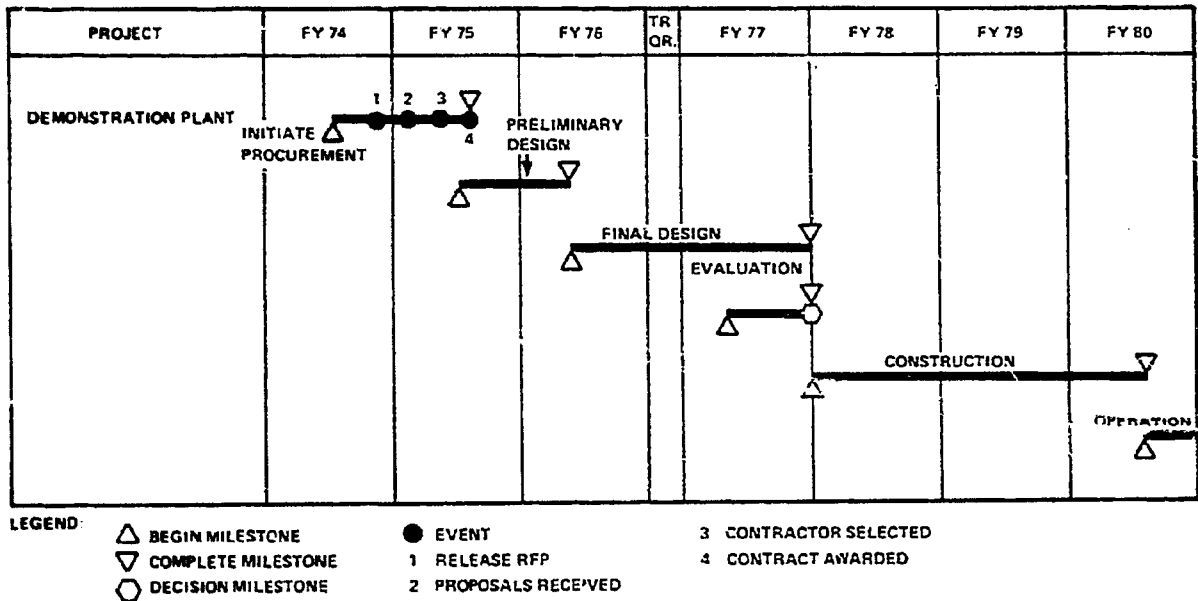 PROJECT FY 74 FY 75 FY 76 TR QR. FY 77 FY 78 FY 79 FY 80
1 2 3
DEMONSTRATION PLANT
INITIATE PROCUREMENT
4
PRELIMINARY
DESIGN
FINAL DESIGN
EVALUATION
CONSTRUCTION
OPERATION
LEGEND:
BEGIN MILESTONE
COMPLETE MILESTONE
DECISION MILESTONE
EVENT
1 RELEASE RFP
2 PROPOSALS RECEIVED
3 CONTRACTOR SELECTED
4 CONTRACT AWARDED